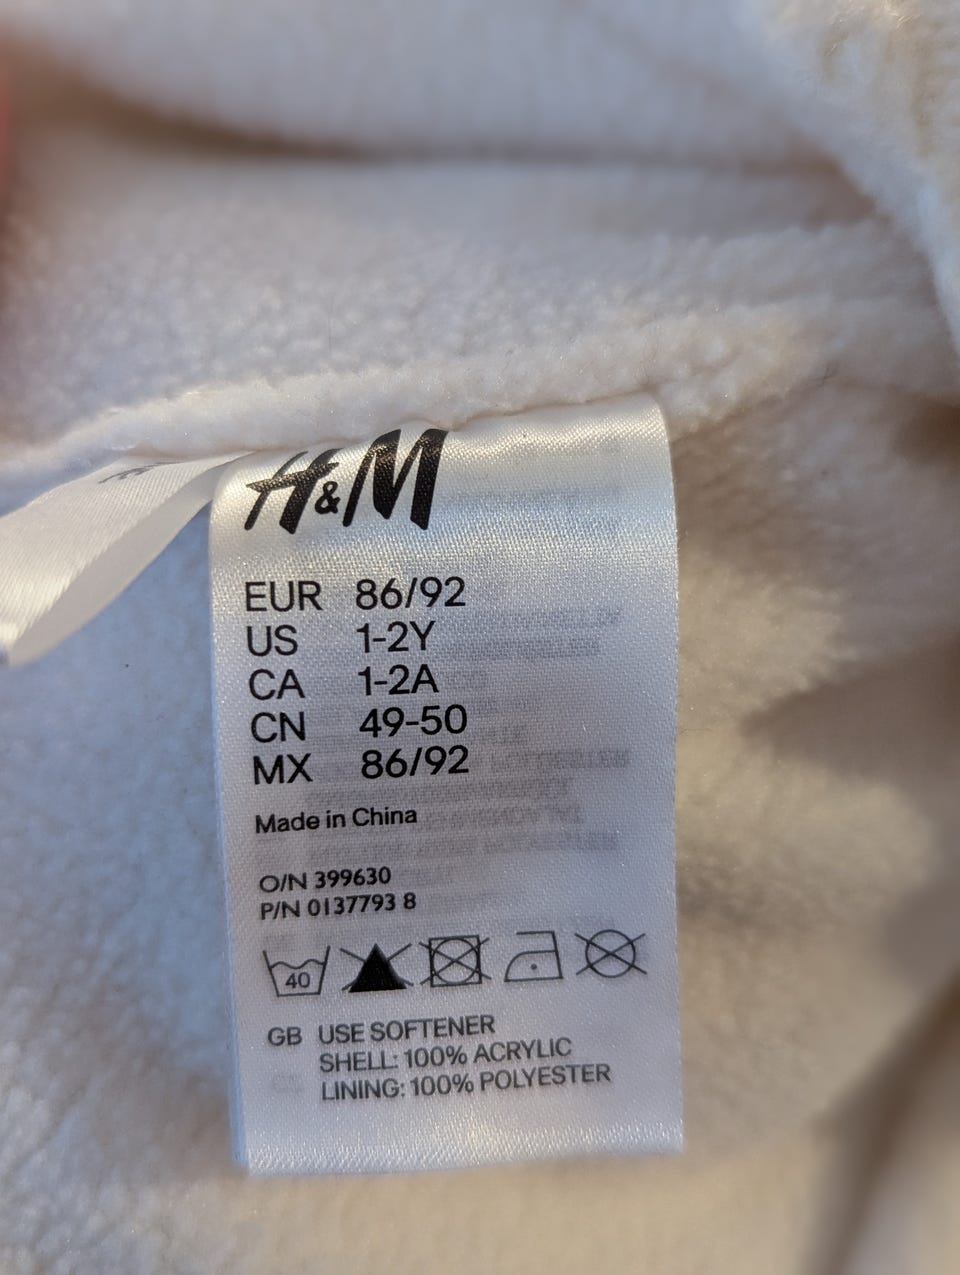 H&M
EUR 86/92
US 1-2Y
CA 1-2A
CN 49-50
MX 86/92
Made in China
O/N 399630
P/N 0137793 8
40
GB USE SOFTENER
SHELL: 100% ACRYLIC
LINING: 100% POLYESTER